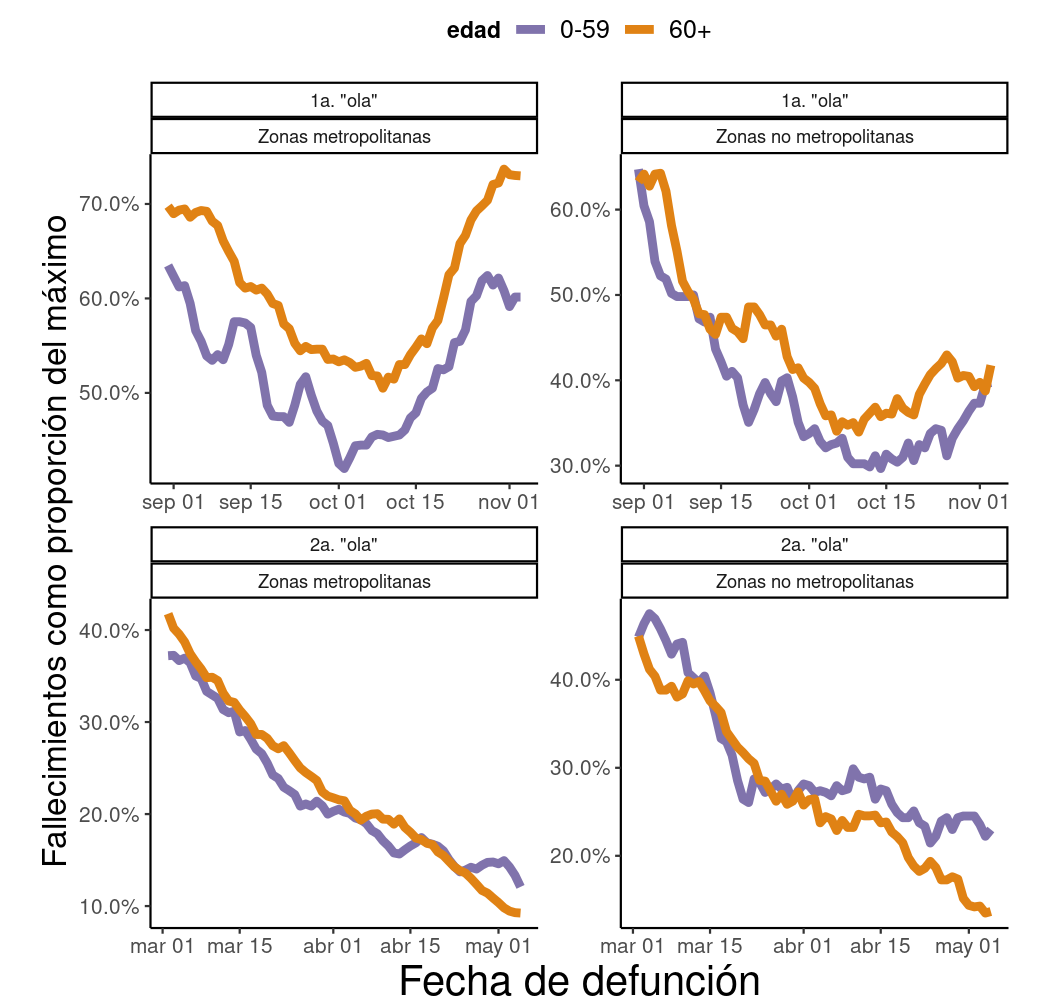 edad 0-59 60+
1a. "ola" 1a. "ola"
Zonas metropolitanas Zonas no metropolitanas
Fallecimientos como proporción del máximo
70.0%
60.0%
50.0%
sep 01 sep 15 oct 01 oct 15 nov 01
60.0%
50.0%
40.0%
30.0%
sep 01 sep 15 oct 01 oct 15 nov 01
2a. "ola" 2a. "ola"
Zonas metropolitanas Zonas no metropolitanas
40.0%
30.0%
20.0%
10.0%
mar 01 mar 15 abr 01 abr 15 may 01
40.0%
30.0%
20.0%
mar 01 mar 15 abr 01 abr 15 may 01
Fecha de defunción